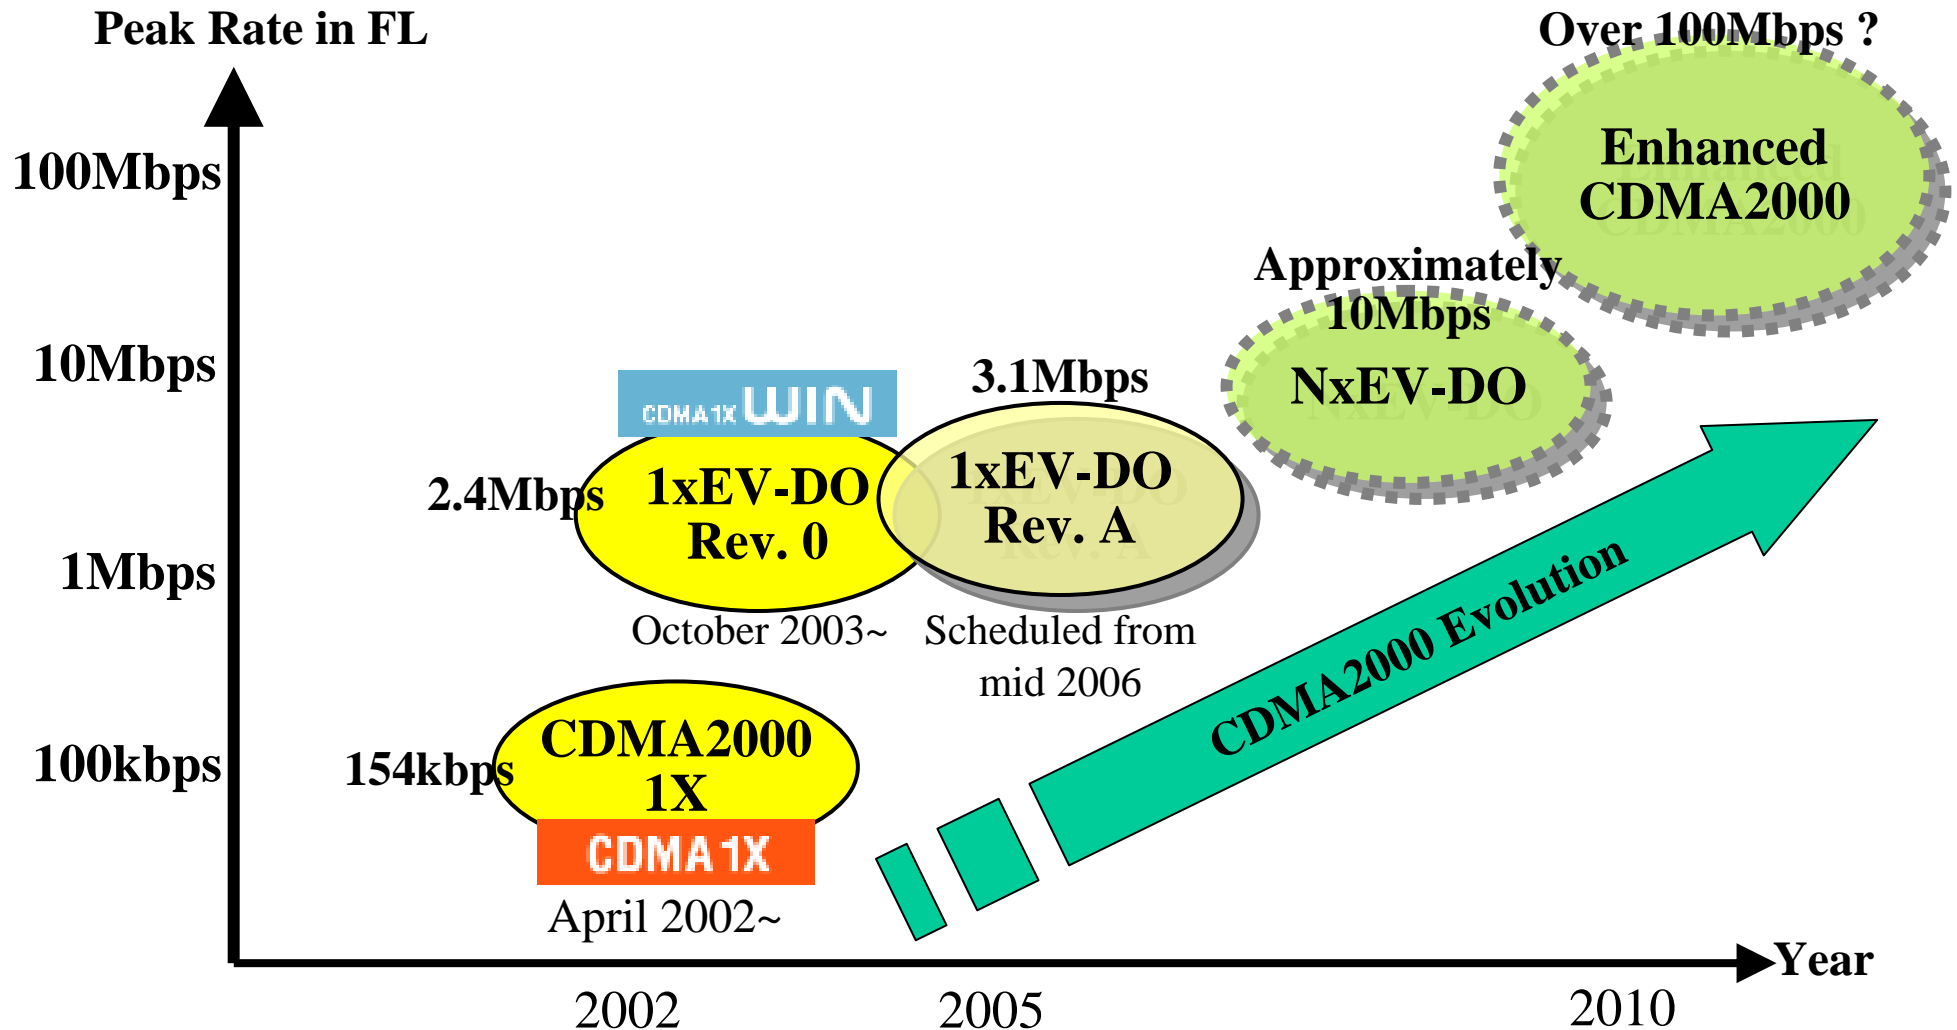 Peak Rate in FL
Over 100Mbps ?
100Mbps
Enhanced
CDMA2000
Approximately
10Mbps
NxEV-DO
10Mbps
3.1Mbps
CDMA1X WIN
2.4Mbps
1xEV-DO
Rev. 0
1xEV-DO
Rev. A
1Mbps
October 2003~
Scheduled from
mid 2006
CDMA2000 Evolution
100kbps
154kbps
CDMA2000
1X
CDMA 1X
April 2002~
Year
2002
2005
2010